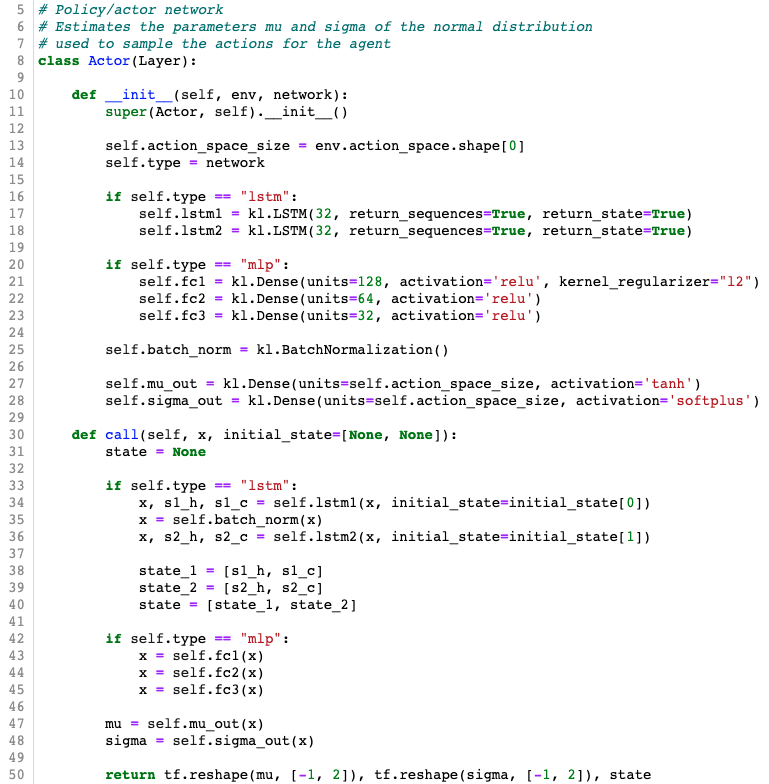 5 # Policy/actor network
6 # Estimates the parameters mu and sigma of the normal distribution
7 # used to sample the actions for the agent
8 class Actor(Layer):
9
10     def __init__(self, env, network):
11         super(Actor, self).__init__()
12
13         self.action_space_size = env.action_space.shape[0]
14         self.type = network
15
16         if self.type == "lstm":
17             self.lstm1 = kl.LSTM(32, return_sequences=True, return_state=True)
18             self.lstm2 = kl.LSTM(32, return_sequences=True, return_state=True)
19
20         if self.type == "mlp":
21             self.fc1 = kl.Dense(units=128, activation='relu', kernel_regularizer="l2")
22             self.fc2 = kl.Dense(units=64, activation='relu')
23             self.fc3 = kl.Dense(units=32, activation='relu')
24
25         self.batch_norm = kl.BatchNormalization()
26
27         self.mu_out = kl.Dense(units=self.action_space_size, activation='tanh')
28         self.sigma_out = kl.Dense(units=self.action_space_size, activation='softplus')
29
30     def call(self, x, initial_state=[None, None]):
31         state = None
32
33         if self.type == "lstm":
34             x, s1_h, s1_c = self.lstm1(x, initial_state=initial_state[0])
35             x = self.batch_norm(x)
36             x, s2_h, s2_c = self.lstm2(x, initial_state=initial_state[1])
37
38             state_1 = [s1_h, s1_c]
39             state_2 = [s2_h, s2_c]
40             state = [state_1, state_2]
41
42         if self.type == "mlp":
43             x = self.fc1(x)
44             x = self.fc2(x)
45             x = self.fc3(x)
46
47         mu = self.mu_out(x)
48         sigma = self.sigma_out(x)
49
50         return tf.reshape(mu, [-1, 2]), tf.reshape(sigma, [-1, 2]), state